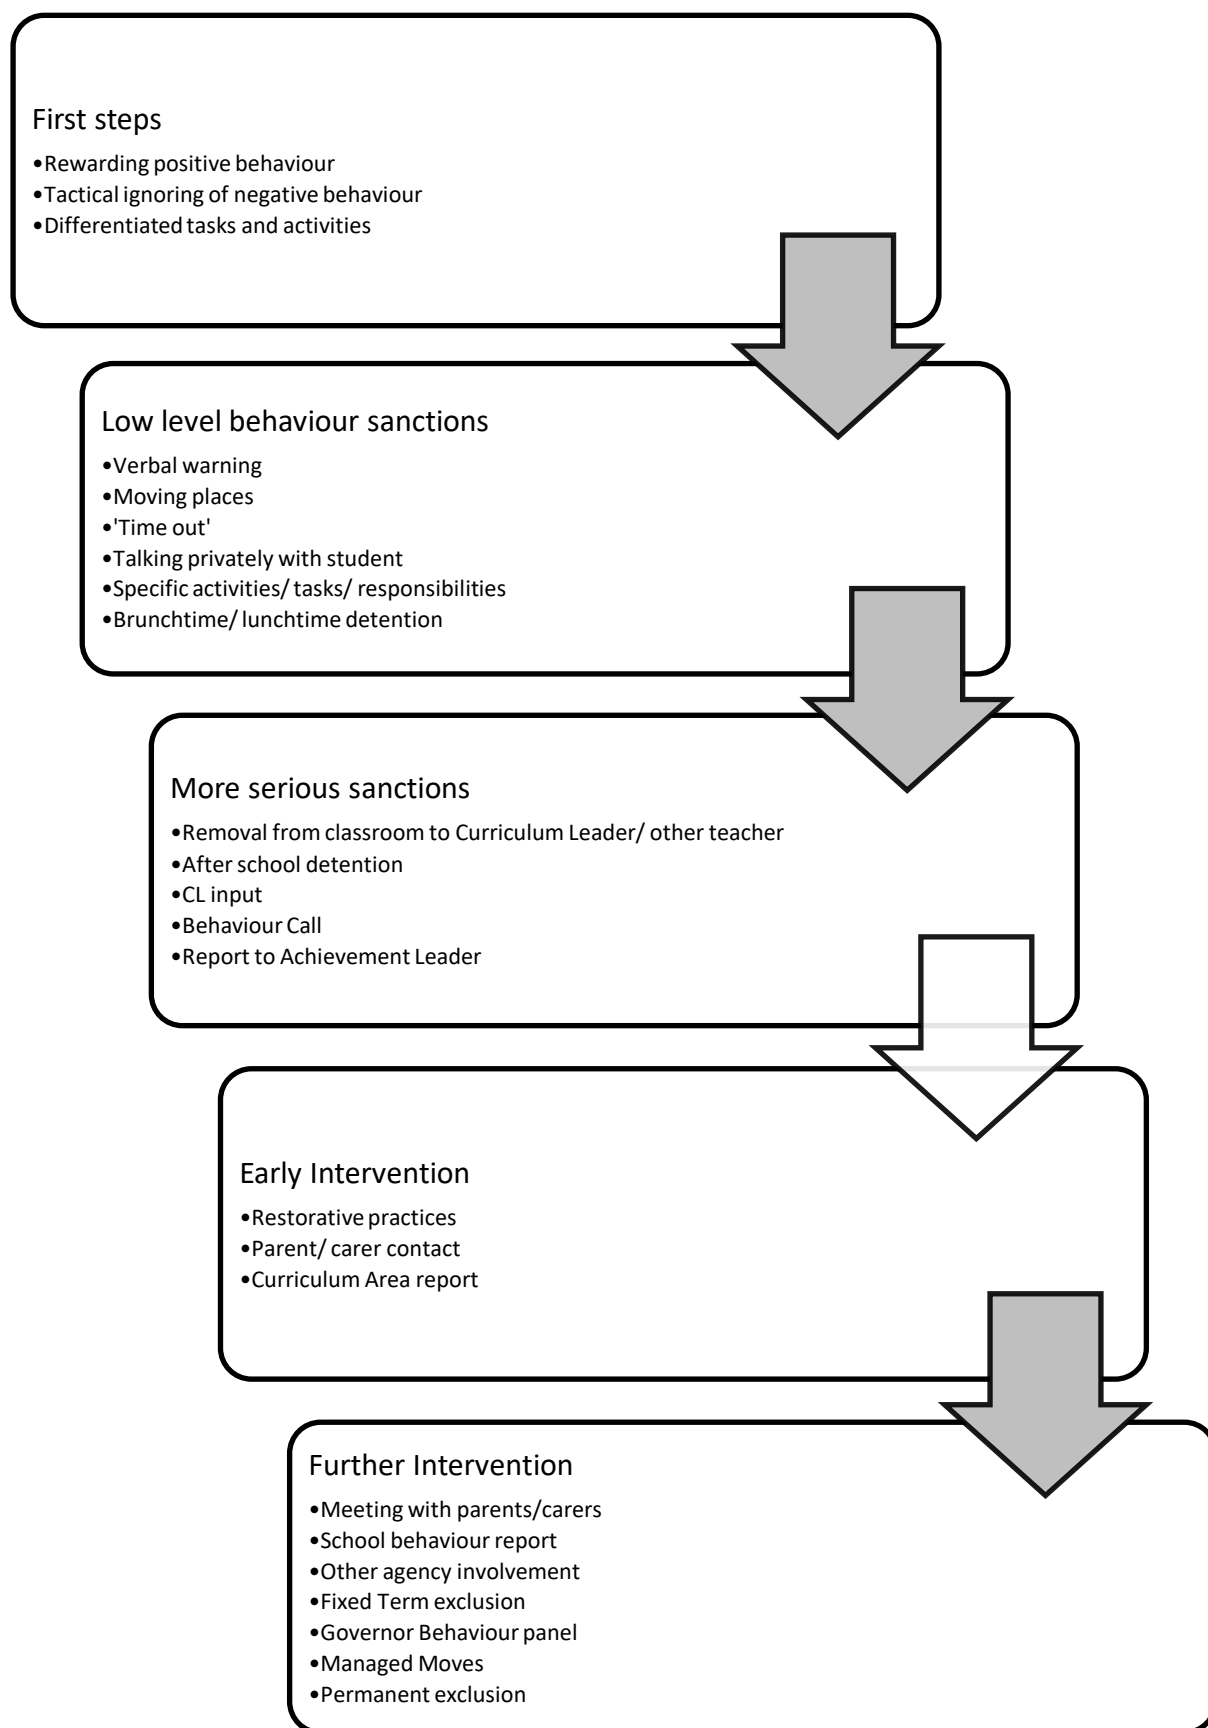 First steps
•Rewarding positive behaviour
•Tactical ignoring of negative behaviour
•Differentiated tasks and activities
Low level behaviour sanctions
•Verbal warning
•Moving places
•'Time out'
•Talking privately with student
•Specific activities/ tasks/ responsibilities
•Brunchtime/ lunchtime detention
More serious sanctions
•Removal from classroom to Curriculum Leader/ other teacher
•After school detention
•CL input
•Behaviour Call
•Report to Achievement Leader
Early Intervention
•Restorative practices
•Parent/ carer contact
•Curriculum Area report
Further Intervention
•Meeting with parents/carers
•School behaviour report
•Other agency involvement
•Fixed Term exclusion
•Governor Behaviour panel
•Managed Moves
•Permanent exclusion